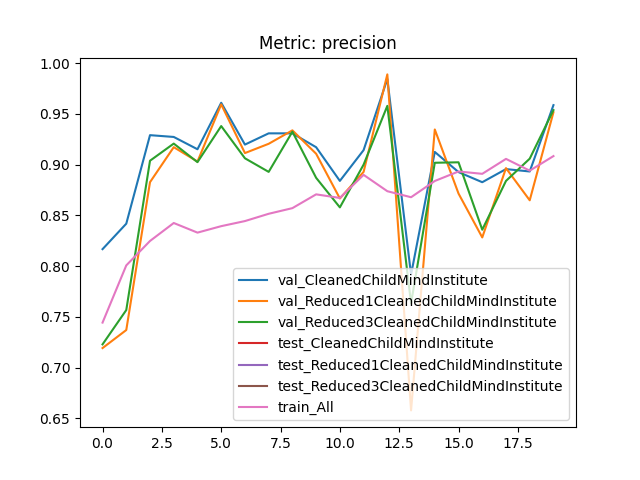 Metric: precision
1.00
0.95
0.90
0.85
0.80
0.75
0.70
0.65
val_CleanedChildMindInstitute
val_Reduced1CleanedChildMindInstitute
val_Reduced3CleanedChildMindInstitute
test_CleanedChildMindInstitute
test_Reduced1CleanedChildMindInstitute
test_Reduced3CleanedChildMindInstitute
train_All
0.0 2.5 5.0 7.5 10.0 12.5 15.0 17.5